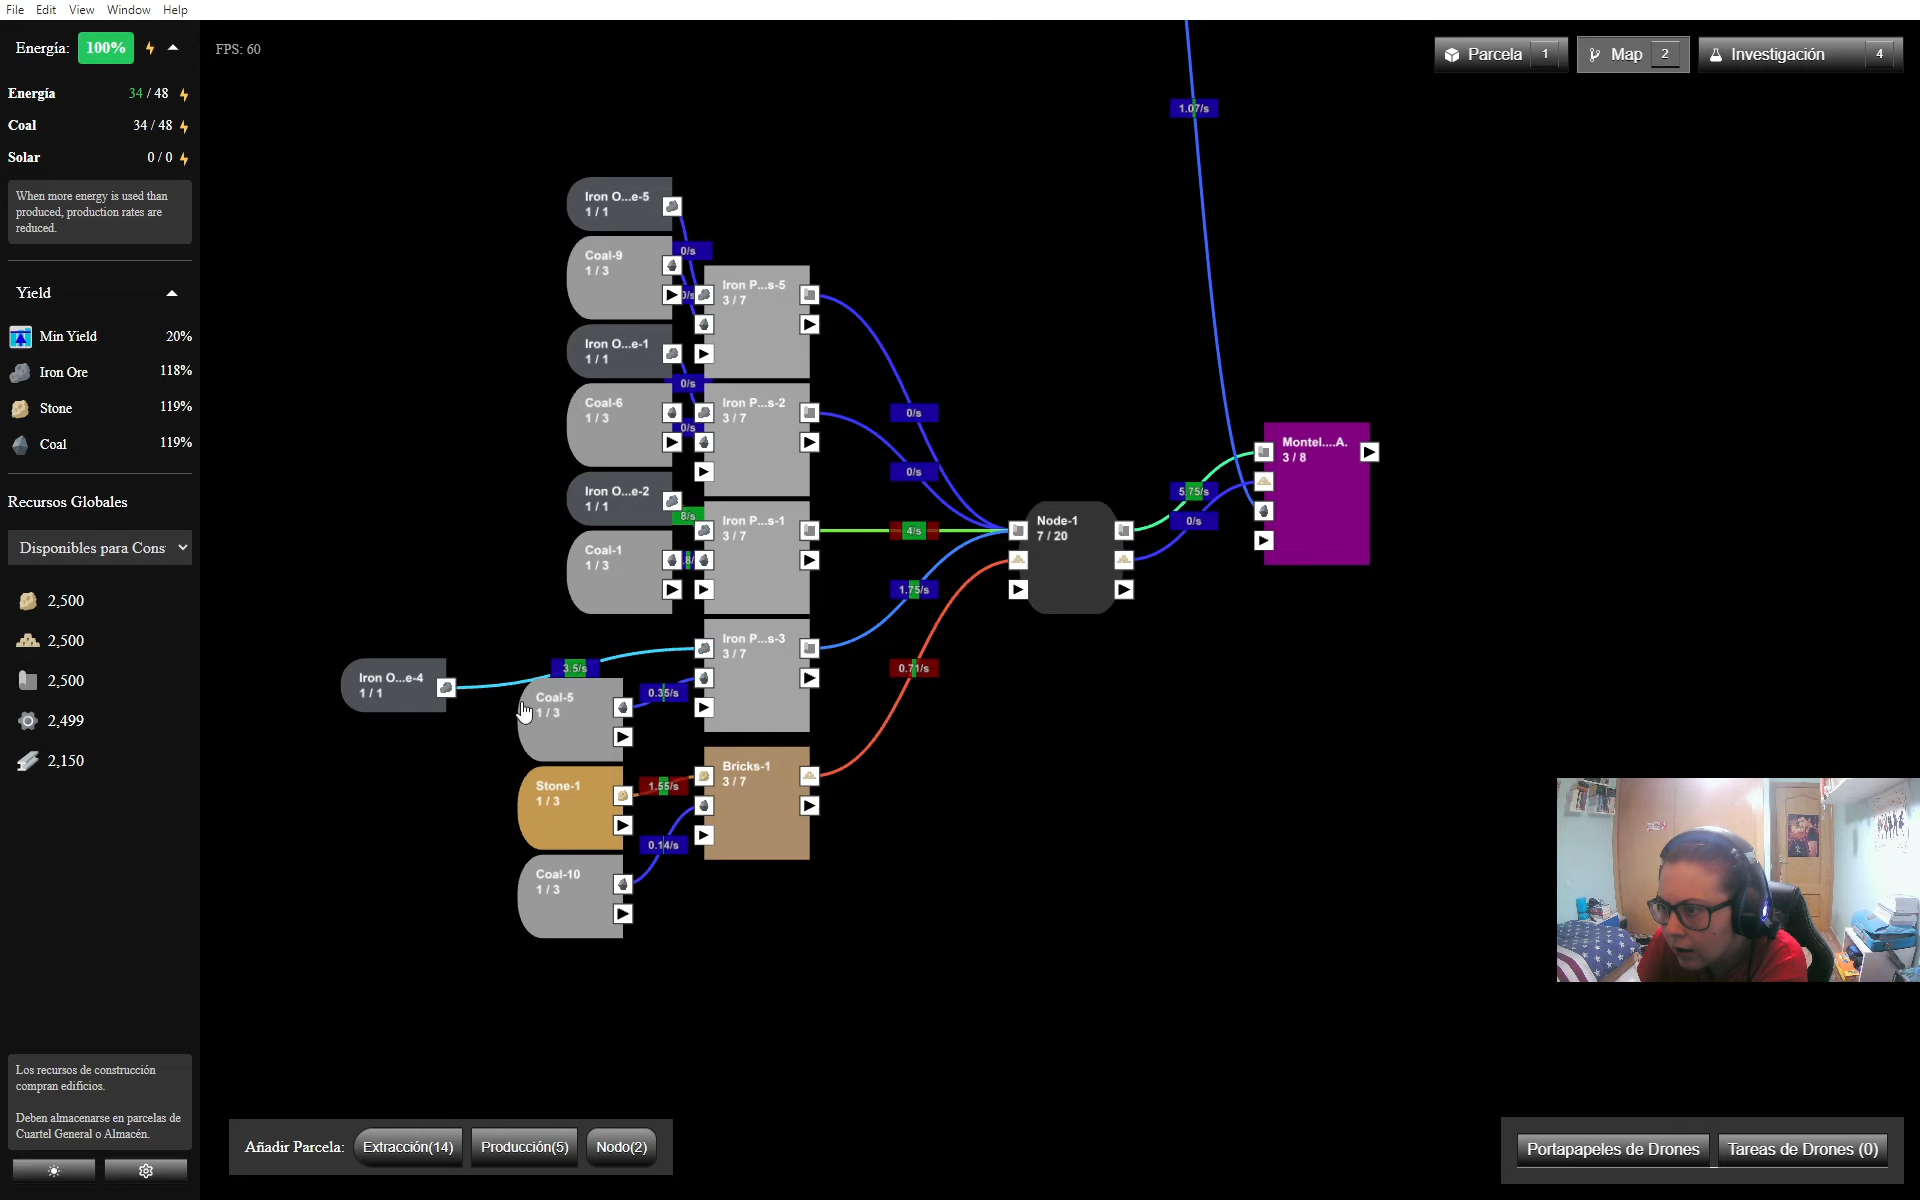 File Edit View Window Help
Energía: 100%
Energía 34 / 48
Coal 34 / 48
Solar 0 / 0
When more energy is used than
produced, production rates are
reduced.
Yield
Min Yield 20%
Iron Ore 118%
Stone 119%
Coal 119%
Recursos Globales
Disponibles para Cons
2,500
2,500
2,500
2,499
2,150
Los recursos de construcción
compran edificios.
Deben almacenarse en parcelas de
Cuartel General o Almacén.
FPS: 60
Parcela 1
Map 2
Investigación 4
1.07/s
Iron O...e-5
1 / 1
Coal-9
1 / 3
0/s
Iron P...s-5
3 / 7
Iron O...e-1
1 / 1
0/s
Coal-6
1 / 3
0/s
Iron P...s-2
3 / 7
0/s
0/s
Iron O...e-2
1 / 1
8/s
Coal-1
1 / 3
Iron P...s-1
3 / 7
4/s
Node-1
7 / 20
5.75/s
0/s
Montel....A.
3 / 8
1.75/s
Iron P...s-3
3 / 7
Iron O...e-4
1 / 1
3.5/s
Coal-5
1 / 3
0.35/s
0.71/s
Stone-1
1 / 3
1.55/s
Bricks-1
3 / 7
0.14/s
Coal-10
1 / 3
Añadir Parcela: Extracción(14) Producción(5) Nodo(2)
Portapapeles de Drones Tareas de Drones (0)